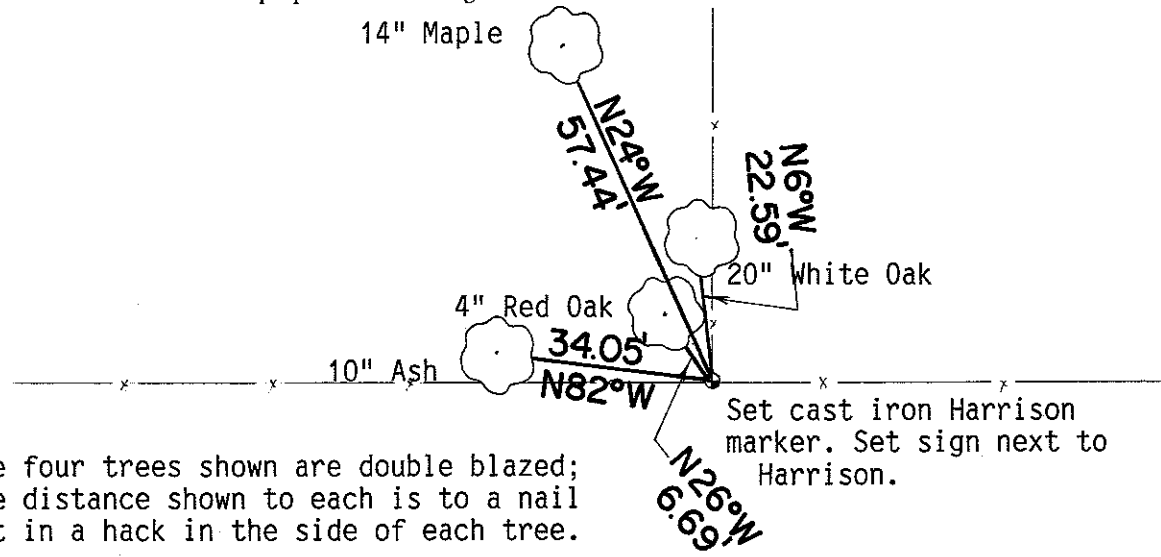 14" Maple
N24°W
57.44'
N6°W
22.59'
20" White Oak
4" Red Oak
34.05'
10" Ash
N82°W
Set cast iron Harrison
marker. Set sign next to
Harrison.
N26°W
6.69'
four trees shown are double blazed;
distance shown to each is to a nail
in a hack in the side of each tree.